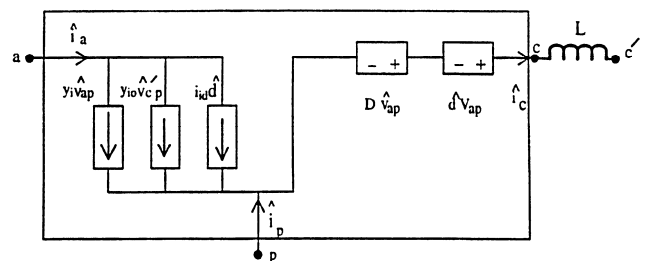 î_a
L
a
c
c′
y_i v̂_ap
y_io v̂_c′p
i_id d̂
- +
- +
D v̂_ap
d̂ V_ap
î_c
î_p
p